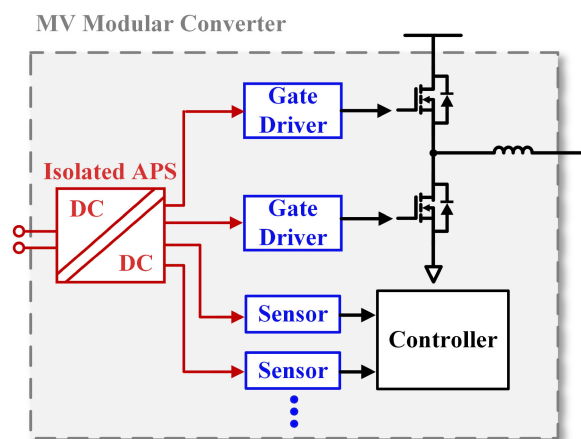 MV Modular Converter
Gate
Driver
Isolated APS
DC
DC
Gate
Driver
Sensor
Controller
Sensor